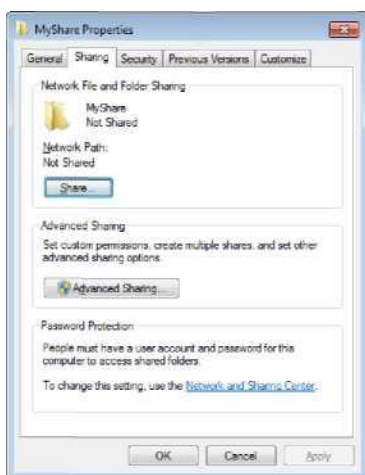 MyShare Properties
General Sharing Security Previous Versions Customize
Network File and Folder Sharing
MyShare
Not Shared
Network Path:
Not Shared
Share...
Advanced Sharing
Set custom permissions, create multiple shares, and set other
advanced sharing options.
Advanced Sharing...
Password Protection
People must have a user account and password for this
computer to access shared folders.
To change this setting, use the Network and Sharing Center.
OK Cancel Apply